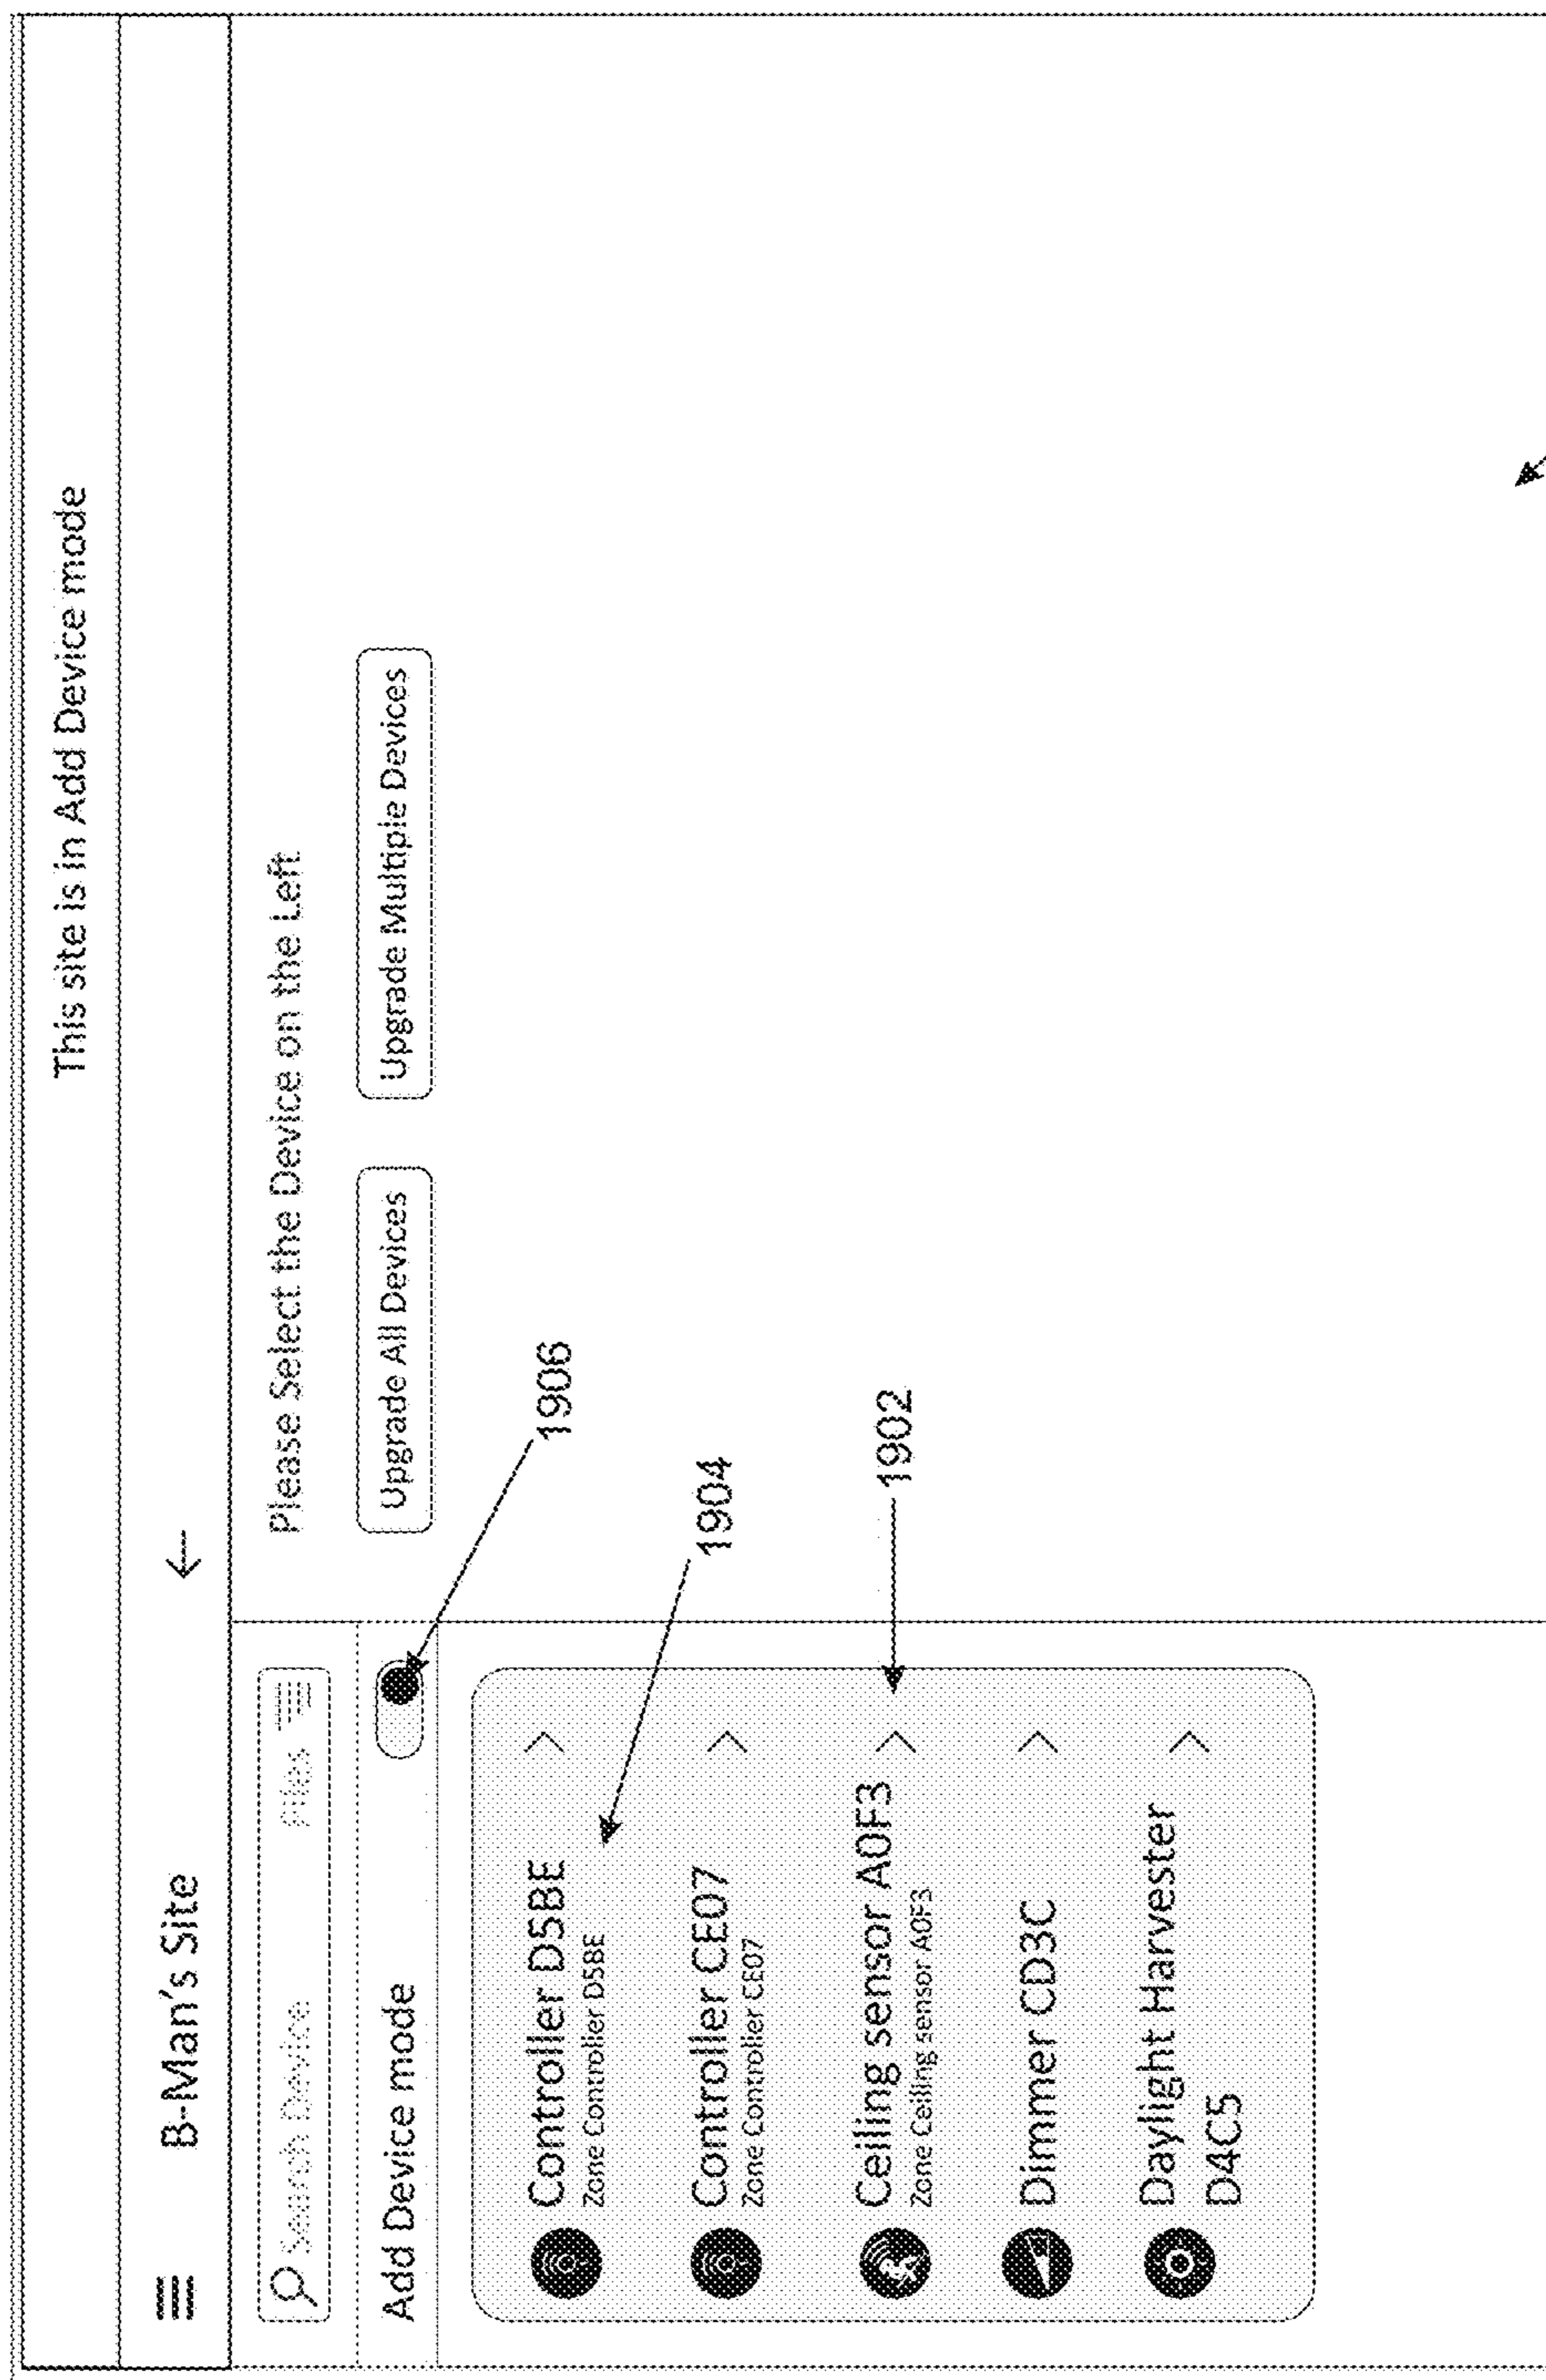 This site is in Add Device mode
B-Man's Site
Search Device
Files
Please Select the Device on the Left
Add Device mode
Upgrade All Devices
Upgrade Multiple Devices
1906
Controller D5BE
Zone Controller D5BE
1904
Controller CE07
Zone Controller CE07
Ceiling sensor A0F3
Zone Ceiling sensor A0F3
1902
Dimmer CD3C
Daylight Harvester
D4C5